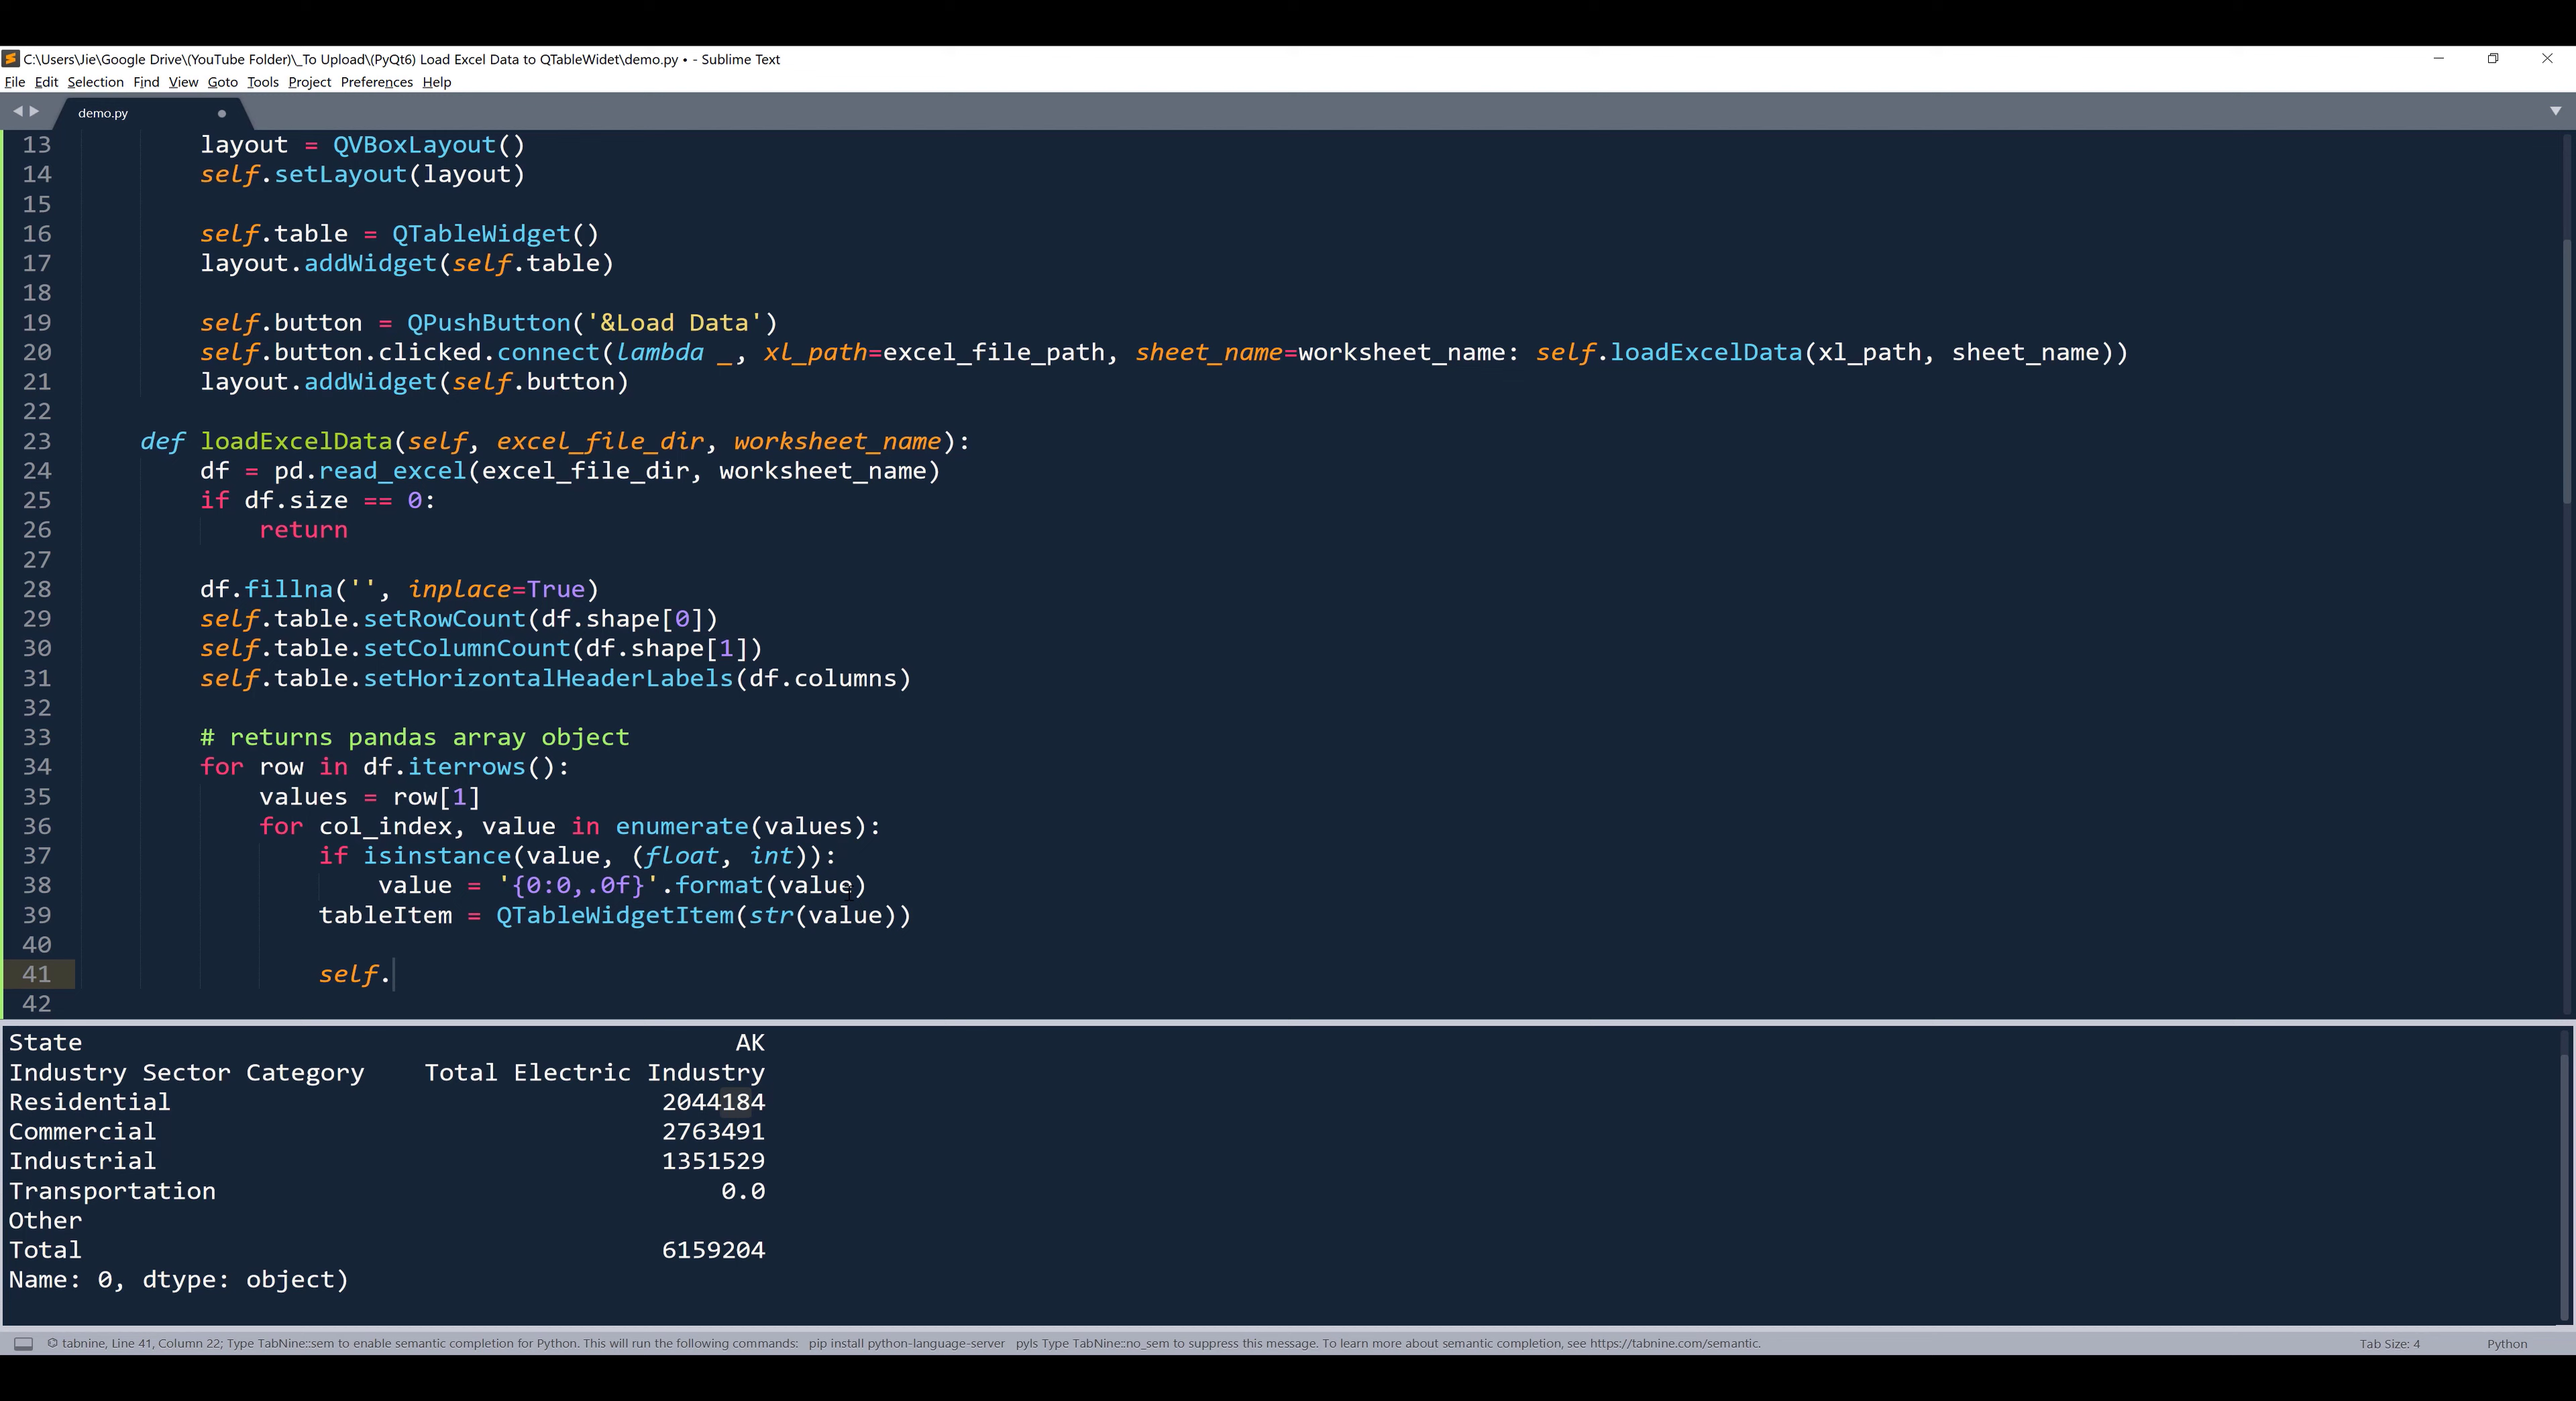 C:\Users\Jie\Google Drive\(YouTube Folder)\_To Upload\(PyQt6) Load Excel Data to QTableWidet\demo.py • - Sublime Text
File Edit Selection Find View Goto Tools Project Preferences Help
demo.py
13 layout = QVBoxLayout()
14 self.setLayout(layout)
15
16 self.table = QTableWidget()
17 layout.addWidget(self.table)
18
19 self.button = QPushButton('&Load Data')
20 self.button.clicked.connect(lambda _, xl_path=excel_file_path, sheet_name=worksheet_name: self.loadExcelData(xl_path, sheet_name))
21 layout.addWidget(self.button)
22
23 def loadExcelData(self, excel_file_dir, worksheet_name):
24 df = pd.read_excel(excel_file_dir, worksheet_name)
25 if df.size == 0:
26 return
27
28 df.fillna('', inplace=True)
29 self.table.setRowCount(df.shape[0])
30 self.table.setColumnCount(df.shape[1])
31 self.table.setHorizontalHeaderLabels(df.columns)
32
33 # returns pandas array object
34 for row in df.iterrows():
35 values = row[1]
36 for col_index, value in enumerate(values):
37 if isinstance(value, (float, int)):
38 value = '{0:0,.0f}'.format(value)
39 tableItem = QTableWidgetItem(str(value))
40
41 self.
42
State AK
Industry Sector Category Total Electric Industry
Residential 2044184
Commercial 2763491
Industrial 1351529
Transportation 0.0
Other
Total 6159204
Name: 0, dtype: object)
tabnine, Line 41, Column 22; Type TabNine::sem to enable semantic completion for Python. This will run the following commands: pip install python-language-server pyls Type TabNine::no_sem to suppress this message. To learn more about semantic completion, see https://tabnine.com/semantic. Tab Size: 4 Python